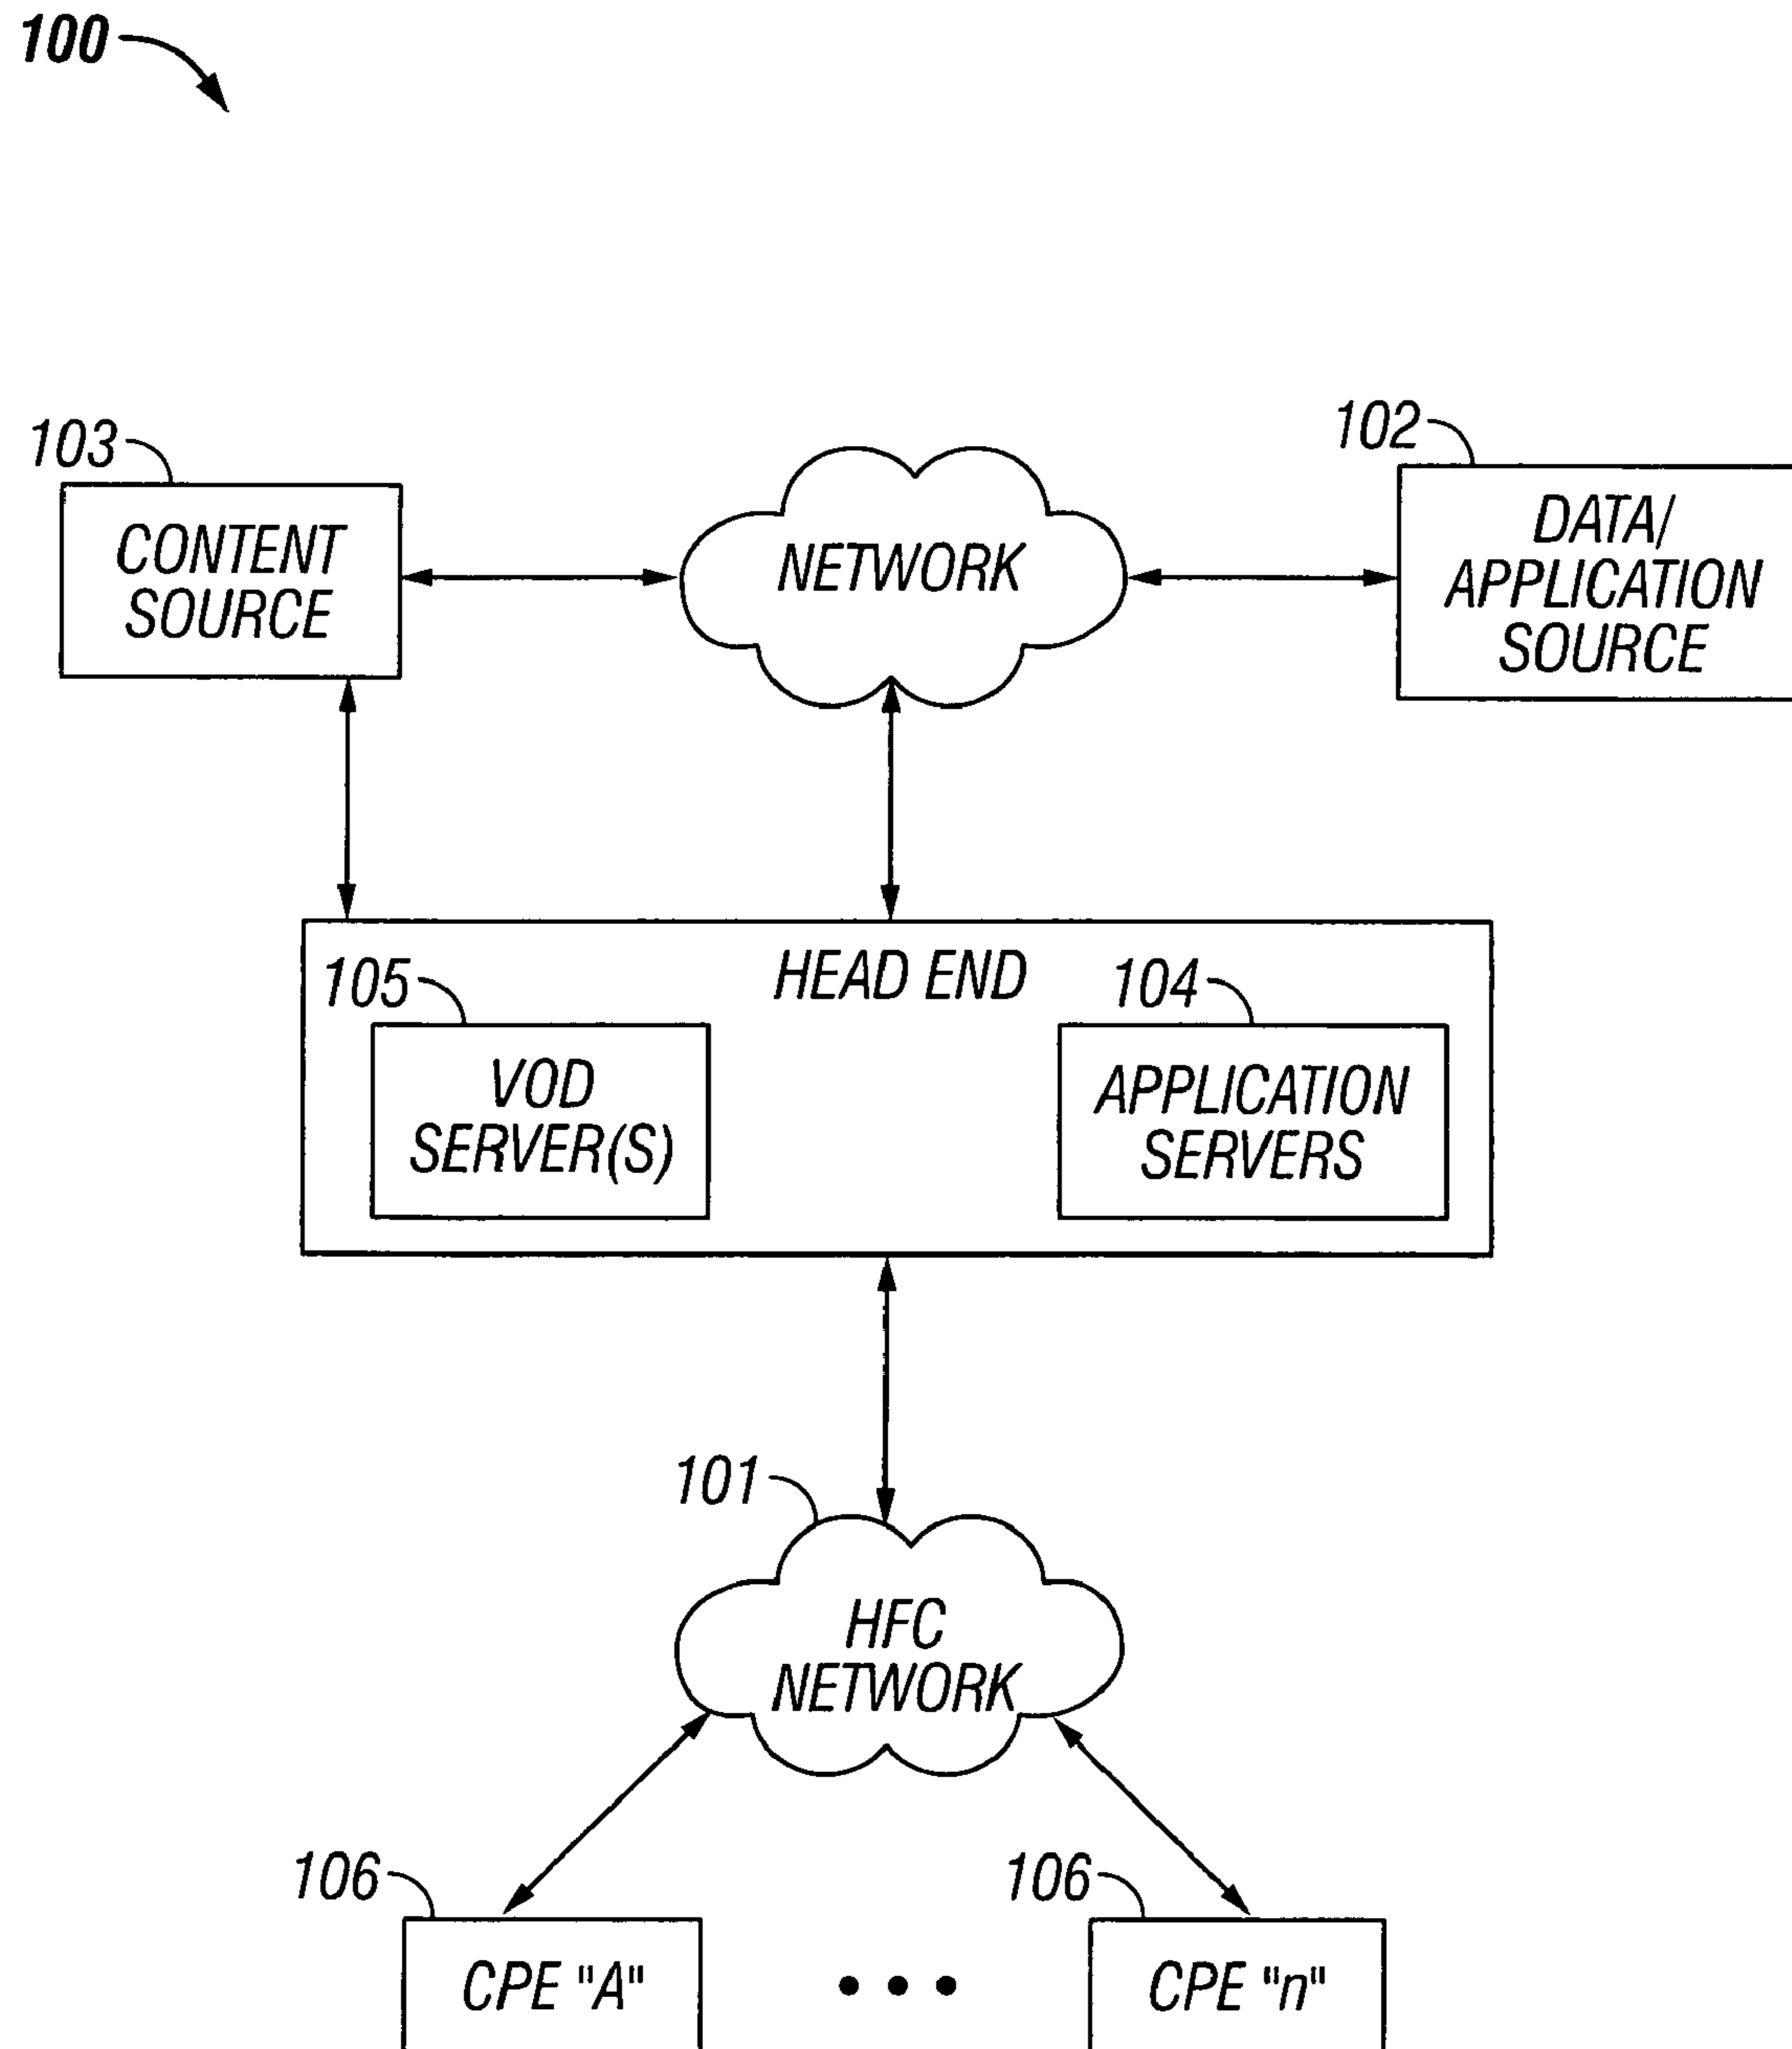 100
103
CONTENT
SOURCE
NETWORK
102
DATA/
APPLICATION
SOURCE
HEAD END
105
VOD
SERVER(S)
104
APPLICATION
SERVERS
101
HFC
NETWORK
106
CPE "A"
106
CPE "n"